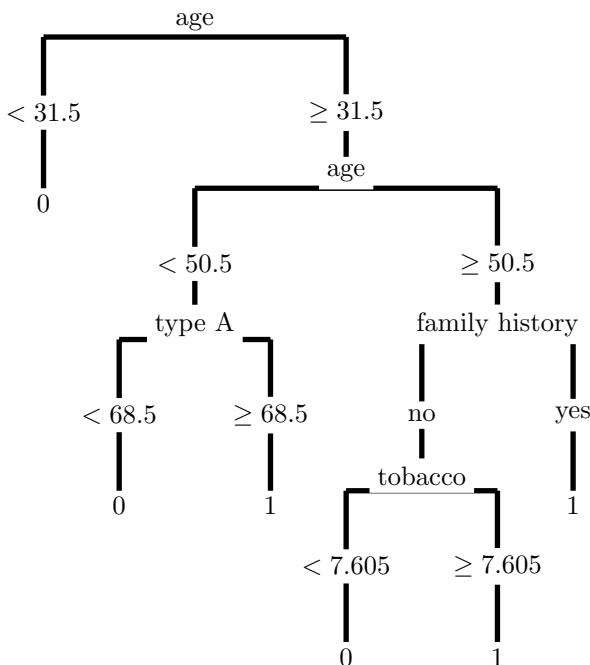 age
< 31.5 ≥ 31.5
age
0
< 50.5 ≥ 50.5
type A family history
< 68.5 ≥ 68.5 no yes
tobacco
0 1 1
< 7.605 ≥ 7.605
0 1